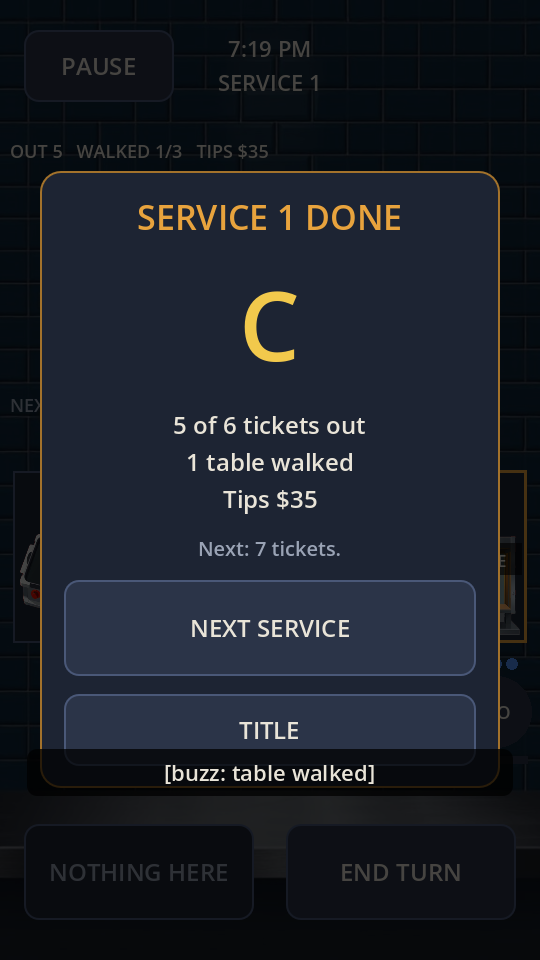 PAUSE
7:19 PM
SERVICE 1
OUT 5 WALKED 1/3 TIPS $35
SERVICE 1 DONE
C
5 of 6 tickets out
1 table walked
Tips $35
Next: 7 tickets.
NEXT SERVICE
TITLE
[buzz: table walked]
NOTHING HERE
END TURN